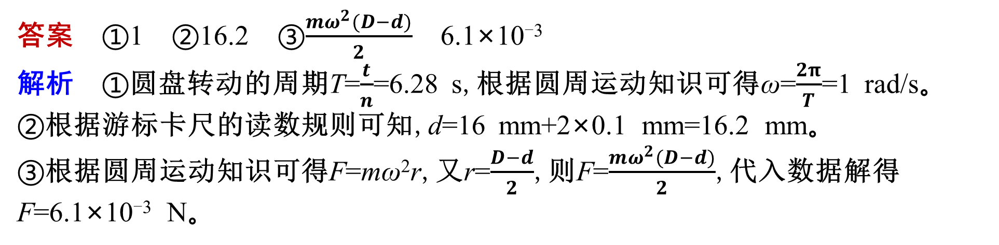 答案 ①1 ②16.2 ③mω²(D−d)/2 6.1×10⁻³
解析 ①圆盘转动的周期T=t/n=6.28 s,根据圆周运动知识可得ω=2π/T=1 rad/s。
②根据游标卡尺的读数规则可知,d=16 mm+2×0.1 mm=16.2 mm。
③根据圆周运动知识可得F=mω²r,又r=(D−d)/2,则F=mω²(D−d)/2,代入数据解得
F=6.1×10⁻³ N。